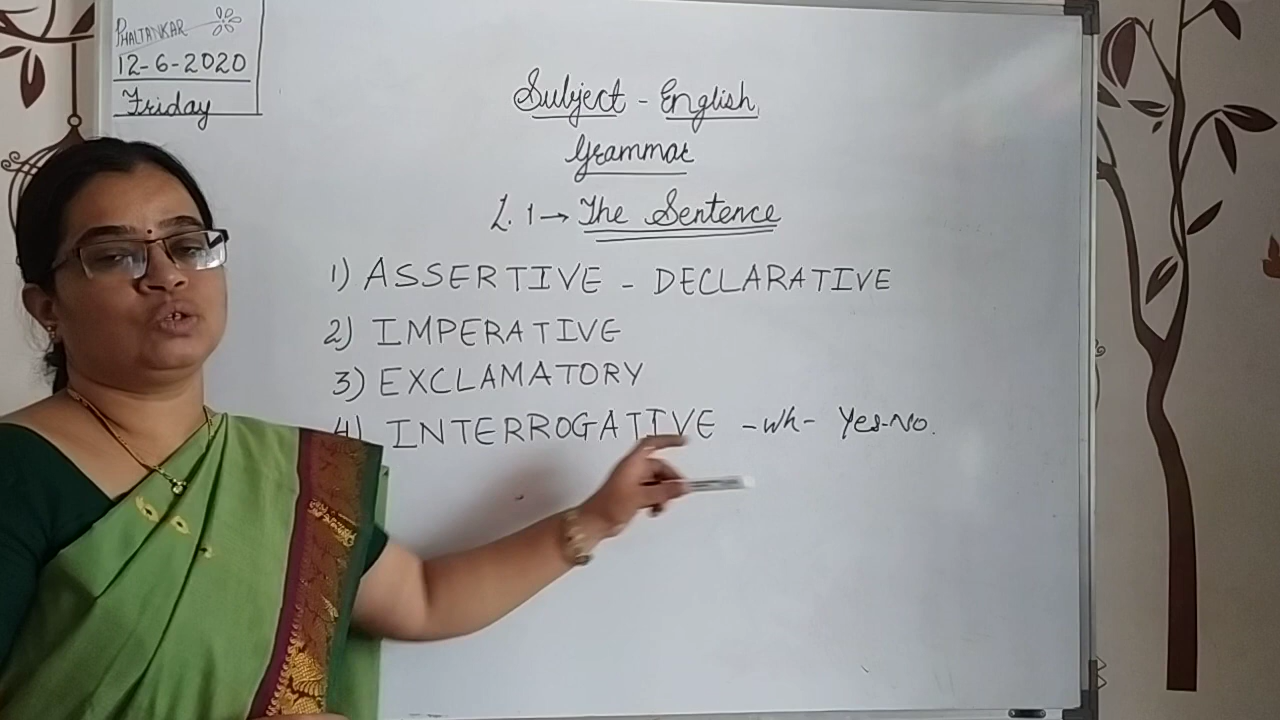 PHALTANKAR
12-6-2020
Friday
Subject - English
Grammar
L. 1→ The Sentence
1) ASSERTIVE - DECLARATIVE
2) IMPERATIVE
3) EXCLAMATORY
4) INTERROGATIVE -Wh- Yes-No.